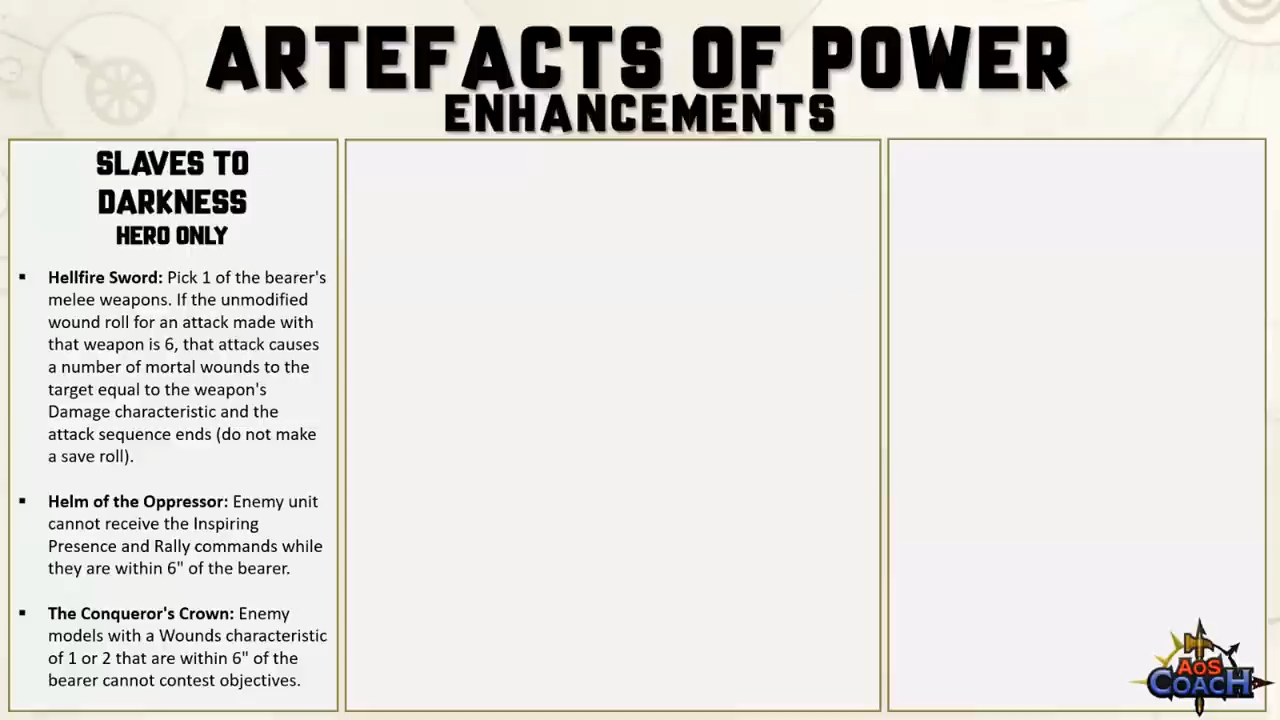 ARTEFACTS OF POWER
ENHANCEMENTS
SLAVES TO
DARKNESS
HERO ONLY
▪ Hellfire Sword: Pick 1 of the bearer's
melee weapons. If the unmodified
wound roll for an attack made with
that weapon is 6, that attack causes
a number of mortal wounds to the
target equal to the weapon's
Damage characteristic and the
attack sequence ends (do not make
a save roll).
▪ Helm of the Oppressor: Enemy unit
cannot receive the Inspiring
Presence and Rally commands while
they are within 6" of the bearer.
▪ The Conqueror's Crown: Enemy
models with a Wounds characteristic
of 1 or 2 that are within 6" of the
bearer cannot contest objectives.
AoS
COACH